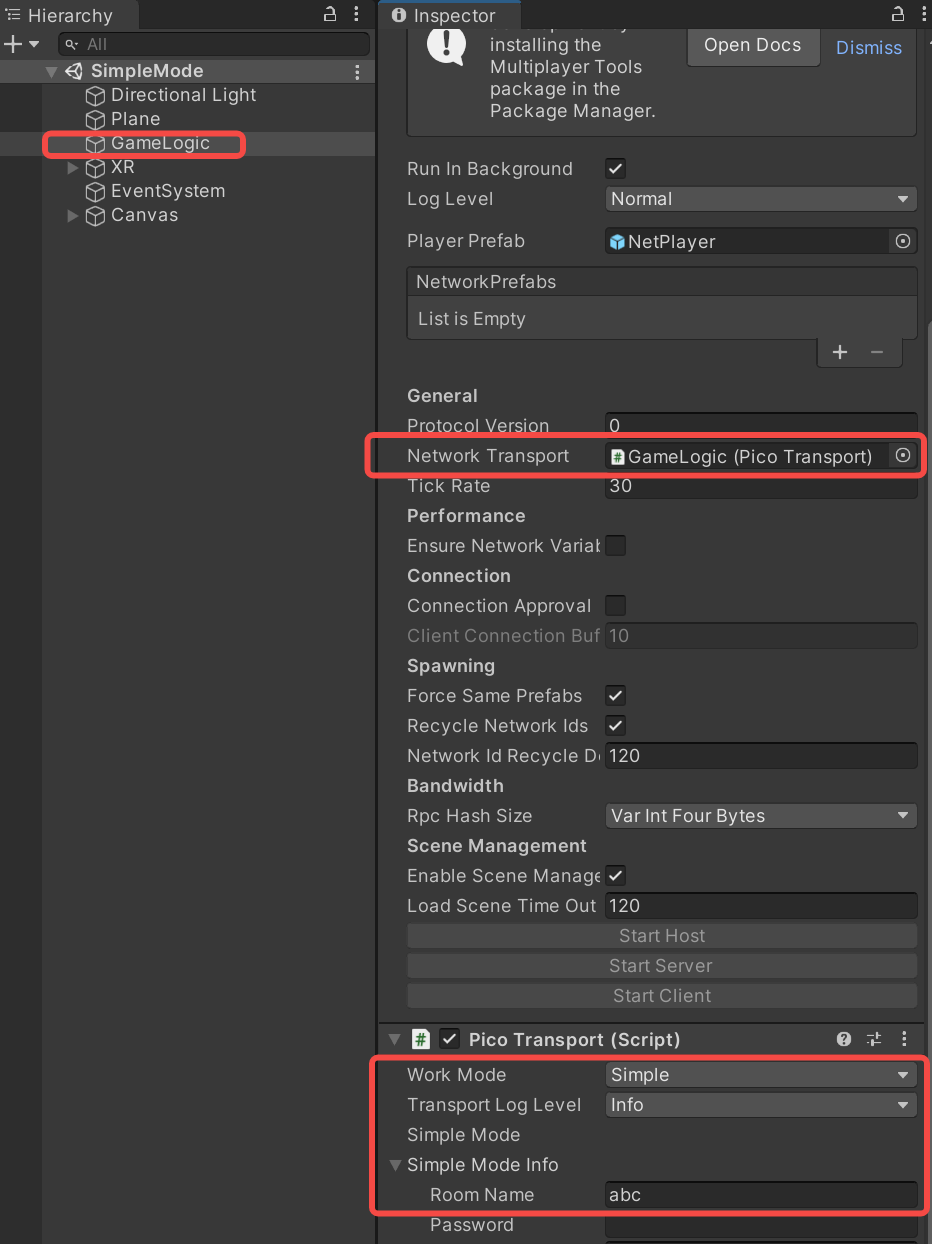 Hierarchy
All
SimpleMode
Directional Light
Plane
GameLogic
XR
EventSystem
Canvas
Inspector
installing the
Multiplayer Tools
package in the
Package Manager.
Open Docs
Dismiss
Run In Background
Log Level Normal
Player Prefab NetPlayer
NetworkPrefabs
List is Empty
General
Protocol Version 0
Network Transport GameLogic (Pico Transport)
Tick Rate 30
Performance
Ensure Network Variab
Connection
Connection Approval
Client Connection Buf 10
Spawning
Force Same Prefabs
Recycle Network Ids
Network Id Recycle De 120
Bandwidth
Rpc Hash Size Var Int Four Bytes
Scene Management
Enable Scene Manage
Load Scene Time Out 120
Start Host
Start Server
Start Client
Pico Transport (Script)
Work Mode Simple
Transport Log Level Info
Simple Mode
Simple Mode Info
Room Name abc
Password